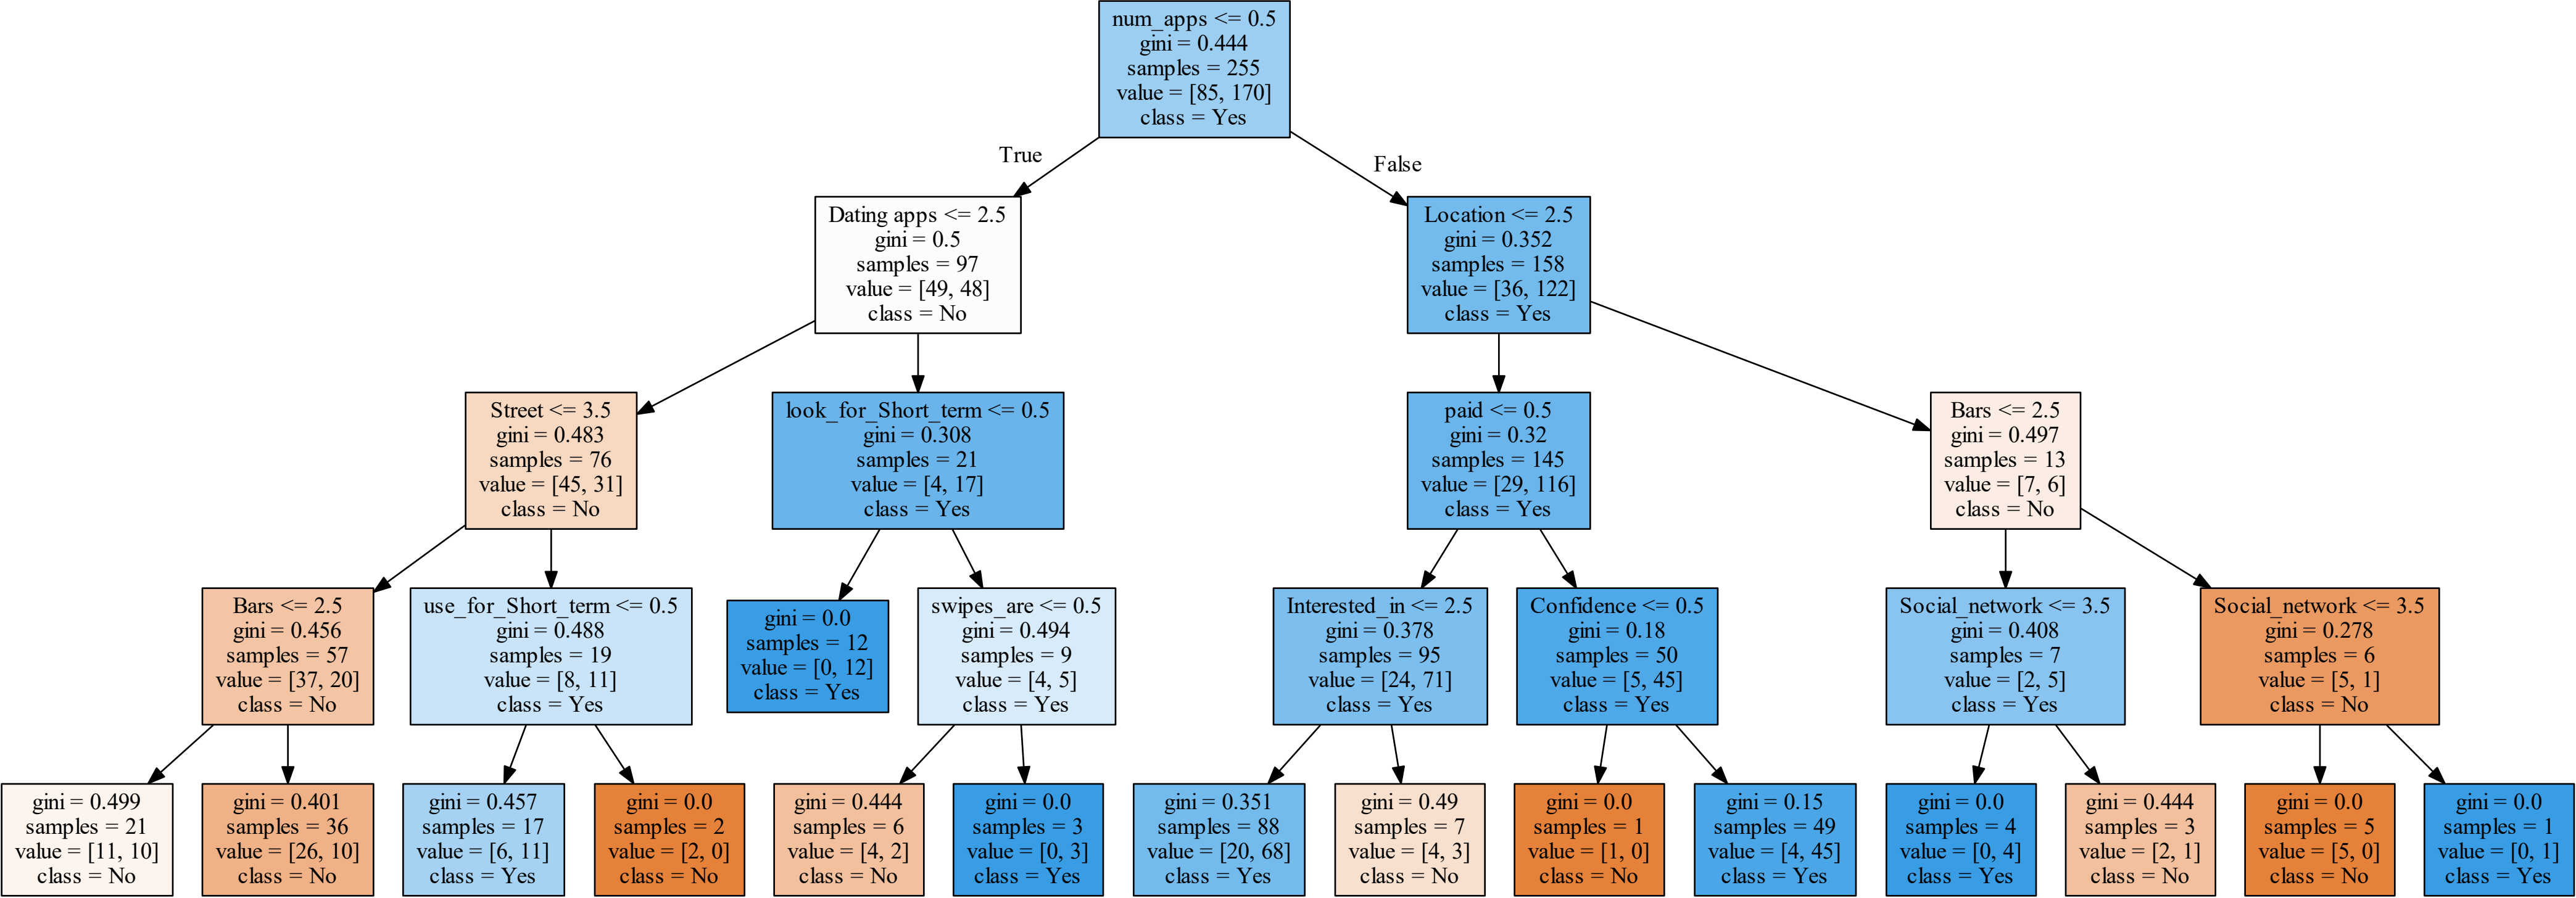 num_apps <= 0.5
gini = 0.444
samples = 255
value = [85, 170]
class = Yes
True
False
Dating apps <= 2.5
gini = 0.5
samples = 97
value = [49, 48]
class = No
Location <= 2.5
gini = 0.352
samples = 158
value = [36, 122]
class = Yes
Street <= 3.5
gini = 0.483
samples = 76
value = [45, 31]
class = No
look_for_Short_term <= 0.5
gini = 0.308
samples = 21
value = [4, 17]
class = Yes
paid <= 0.5
gini = 0.32
samples = 145
value = [29, 116]
class = Yes
Bars <= 2.5
gini = 0.497
samples = 13
value = [7, 6]
class = No
Bars <= 2.5
gini = 0.456
samples = 57
value = [37, 20]
class = No
use_for_Short_term <= 0.5
gini = 0.488
samples = 19
value = [8, 11]
class = Yes
gini = 0.0
samples = 12
value = [0, 12]
class = Yes
swipes_are <= 0.5
gini = 0.494
samples = 9
value = [4, 5]
class = Yes
Interested_in <= 2.5
gini = 0.378
samples = 95
value = [24, 71]
class = Yes
Confidence <= 0.5
gini = 0.18
samples = 50
value = [5, 45]
class = Yes
Social_network <= 3.5
gini = 0.408
samples = 7
value = [2, 5]
class = Yes
Social_network <= 3.5
gini = 0.278
samples = 6
value = [5, 1]
class = No
gini = 0.499
samples = 21
value = [11, 10]
class = No
gini = 0.401
samples = 36
value = [26, 10]
class = No
gini = 0.457
samples = 17
value = [6, 11]
class = Yes
gini = 0.0
samples = 2
value = [2, 0]
class = No
gini = 0.444
samples = 6
value = [4, 2]
class = No
gini = 0.0
samples = 3
value = [0, 3]
class = Yes
gini = 0.351
samples = 88
value = [20, 68]
class = Yes
gini = 0.49
samples = 7
value = [4, 3]
class = No
gini = 0.0
samples = 1
value = [1, 0]
class = No
gini = 0.15
samples = 49
value = [4, 45]
class = Yes
gini = 0.0
samples = 4
value = [0, 4]
class = Yes
gini = 0.444
samples = 3
value = [2, 1]
class = No
gini = 0.0
samples = 5
value = [5, 0]
class = No
gini = 0.0
samples = 1
value = [0, 1]
class = Yes